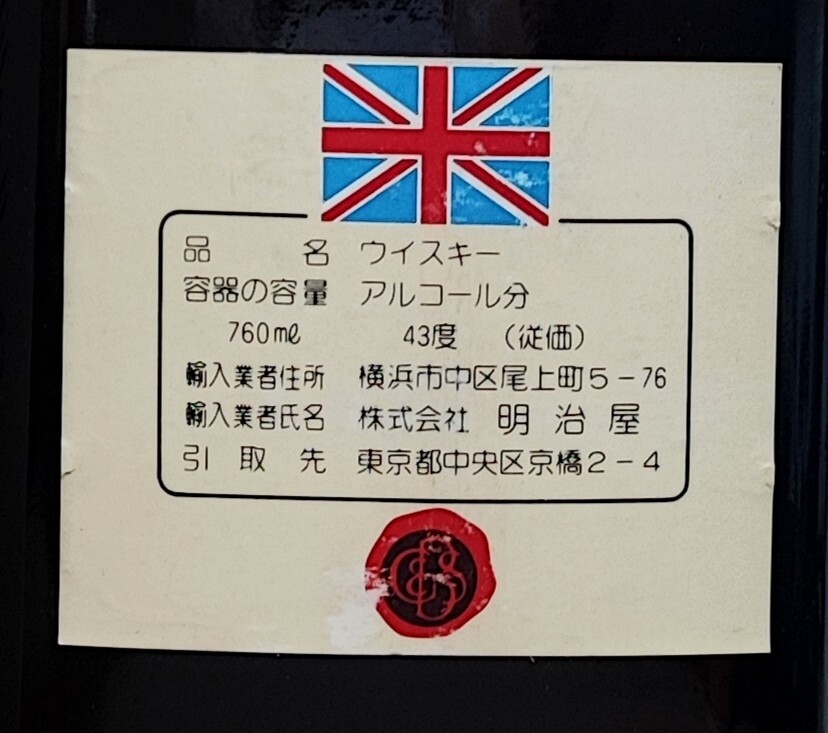 品名 ウイスキー
容器の容量 アルコール分
760ml 43度 (従価)
輸入業者住所 横浜市中区尾上町5-76
輸入業者氏名 株式会社 明治屋
引取先 東京都中央区京橋2-4